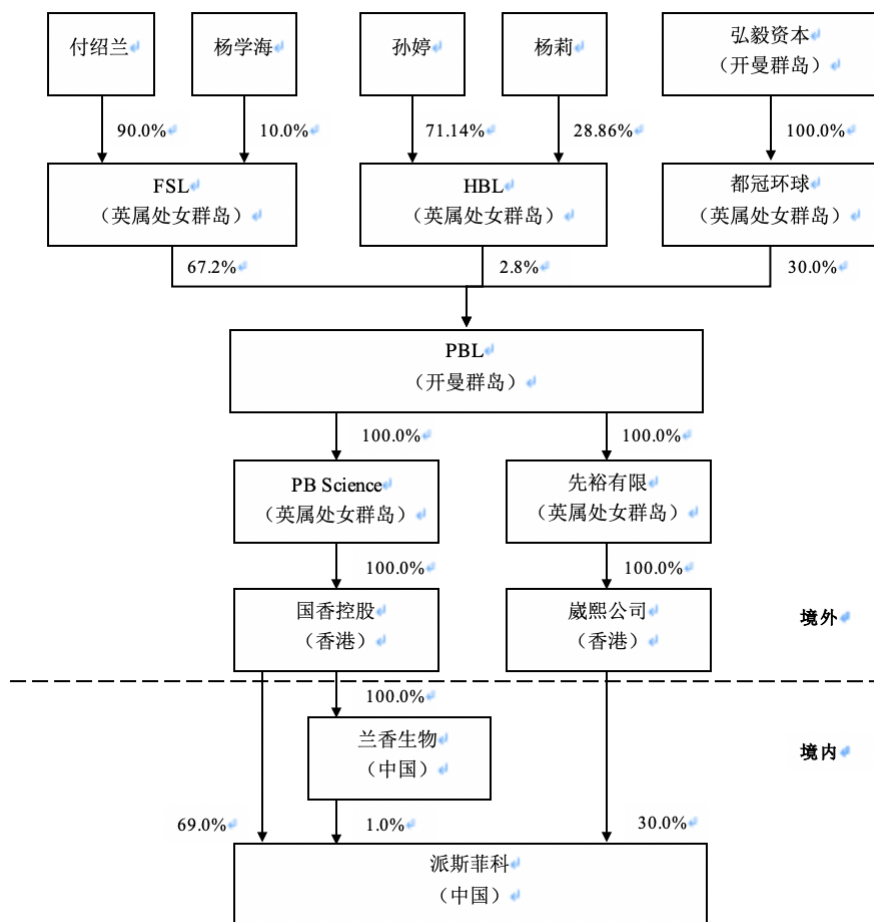 付绍兰
杨学海
孙婷
杨莉
弘毅资本
（开曼群岛）
90.0%
10.0%
71.14%
28.86%
100.0%
FSL
（英属处女群岛）
HBL
（英属处女群岛）
都冠环球
（英属处女群岛）
67.2%
2.8%
30.0%
PBL
（开曼群岛）
100.0%
100.0%
PB Science
（英属处女群岛）
先裕有限
（英属处女群岛）
100.0%
100.0%
国香控股
（香港）
崴熙公司
（香港）
境外
100.0%
兰香生物
（中国）
境内
69.0%
1.0%
30.0%
派斯菲科
（中国）